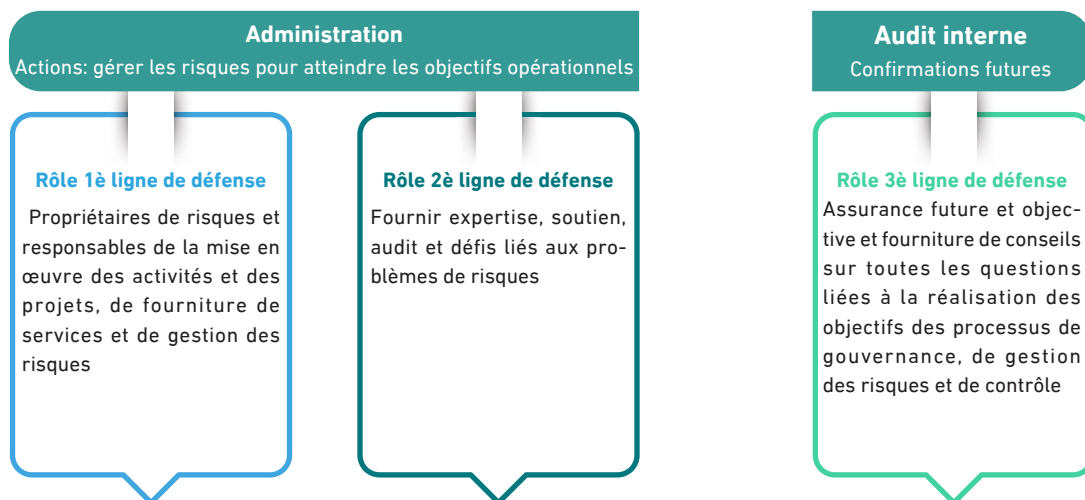 Administration
Actions: gérer les risques pour atteindre les objectifs opérationnels
Audit interne
Confirmations futures
Rôle 1è ligne de défense
Propriétaires de risques et
responsables de la mise en
œuvre des activités et des
projets, de fourniture de
services et de gestion des
risques
Rôle 2è ligne de défense
Fournir expertise, soutien,
audit et défis liés aux pro-
blèmes de risques
Rôle 3è ligne de défense
Assurance future et objec-
tive et fourniture de conseils
sur toutes les questions
liées à la réalisation des
objectifs des processus de
gouvernance, de gestion
des risques et de contrôle